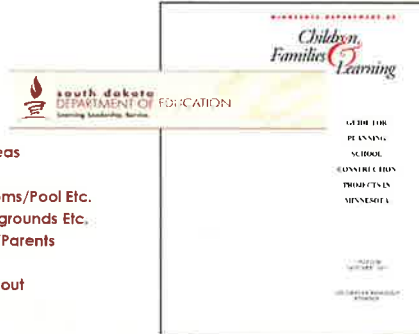 MINNESOTA DEPARTMENT OF
Children,
Families &
Learning
south dakota
DEPARTMENT OF EDUCATION
Learning. Leadership. Service.
GUIDE FOR
PLANNING
SCHOOL
CONSTRUCTION
PROJECTS IN
MINNESOTA
eas
ms/Pool Etc.
grounds Etc.
/Parents
out